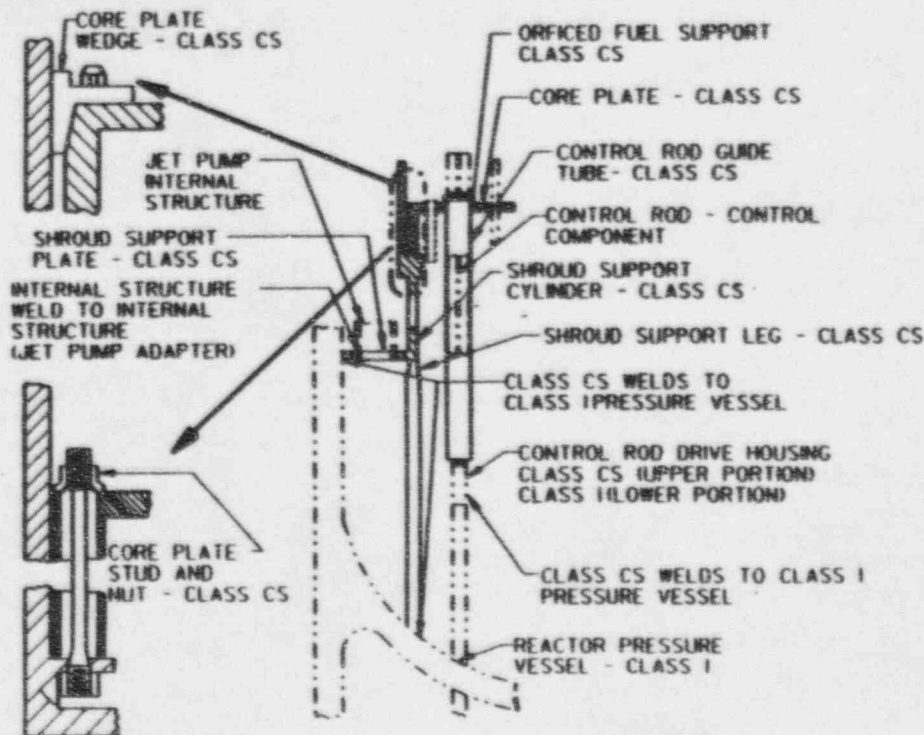 CORE PLATE
WEDGE - CLASS CS
ORFICED FUEL SUPPORT
CLASS CS
CORE PLATE - CLASS CS
JET PUMP
INTERNAL
STRUCTURE
CONTROL ROD GUIDE
TUBE- CLASS CS
SHROUD SUPPORT
PLATE - CLASS CS
CONTROL ROD - CONTROL
COMPONENT
INTERNAL STRUCTURE
WELD TO INTERNAL
STRUCTURE
(JET PUMP ADAPTER)
SHROUD SUPPORT
CYLINDER - CLASS CS
SHROUD SUPPORT LEG - CLASS CS
CLASS CS WELDS TO
CLASS I PRESSURE VESSEL
CONTROL ROD DRIVE HOUSING
CLASS CS (UPPER PORTION)
CLASS I (LOWER PORTION)
CORE PLATE
STUD AND
NUT - CLASS CS
CLASS CS WELDS TO CLASS I
PRESSURE VESSEL
REACTOR PRESSURE
VESSEL - CLASS I